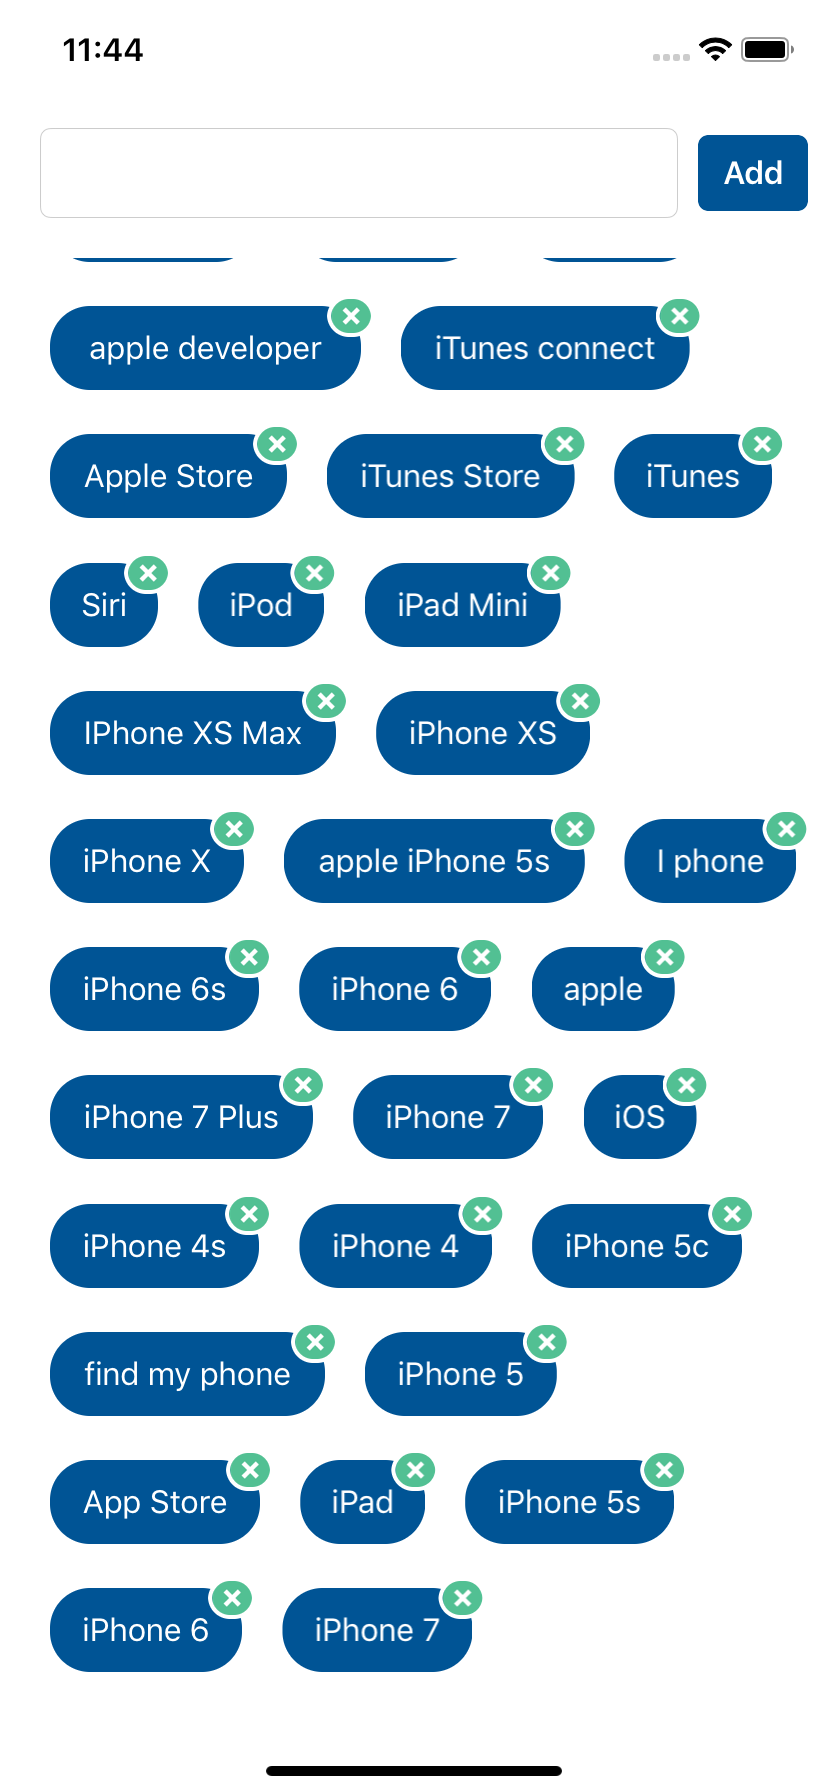 11:44
Add
apple developer iTunes connect
Apple Store iTunes Store iTunes
Siri iPod iPad Mini
IPhone XS Max iPhone XS
iPhone X apple iPhone 5s I phone
iPhone 6s iPhone 6 apple
iPhone 7 Plus iPhone 7 iOS
iPhone 4s iPhone 4 iPhone 5c
find my phone iPhone 5
App Store iPad iPhone 5s
iPhone 6 iPhone 7